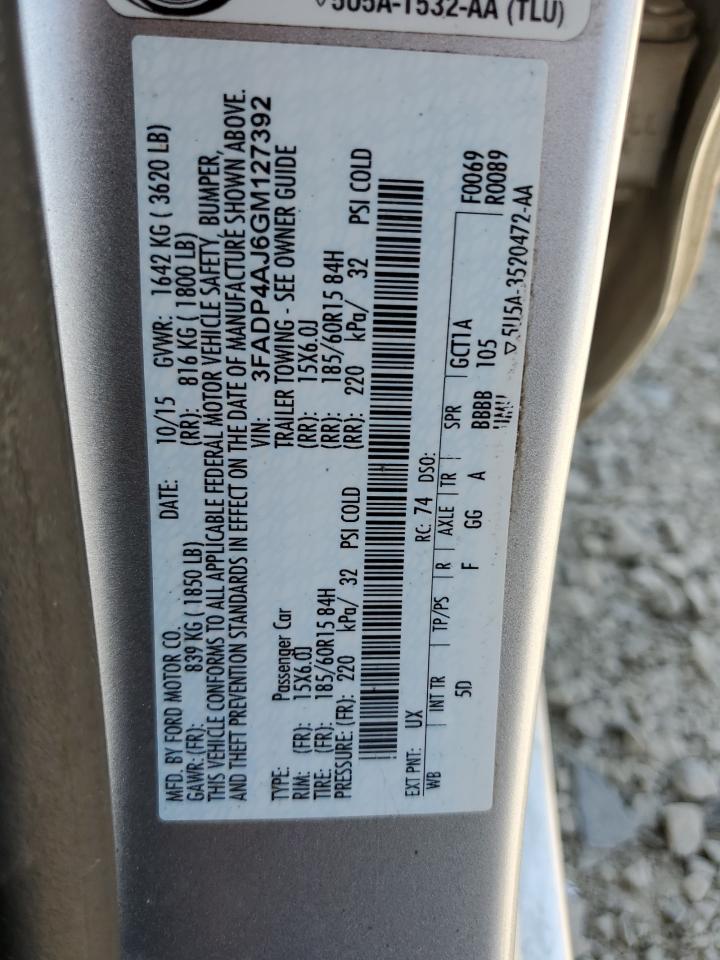 ▽5U5A-1532-AA (TLU)
MFD. BY FORD MOTOR CO. DATE: 10/15 GVWR: 1642 KG ( 3620 LB)
GAWR: (FR): 839 KG ( 1850 LB) (RR): 816 KG ( 1800 LB)
THIS VEHICLE CONFORMS TO ALL APPLICABLE FEDERAL MOTOR VEHICLE SAFETY, BUMPER,
AND THEFT PREVENTION STANDARDS IN EFFECT ON THE DATE OF MANUFACTURE SHOWN ABOVE.
VIN: 3FADP4AJ6GM127392
TYPE: Passenger Car TRAILER TOWING - SEE OWNER GUIDE
RIM: (FR): 15X6.0J (RR): 15X6.0J
TIRE: (FR): 185/60R15 84H (RR): 185/60R15 84H
PRESSURE: (FR): 220 kPa/ 32 PSI COLD (RR): 220 kPa/ 32 PSI COLD
EXT PNT: UX RC: 74 DSO: F0069
WB INT TR TP/PS R AXLE TR SPR R0089
5D F GG A BBBB GCT1A
105
UMU
▽5U5A-3520472-AA